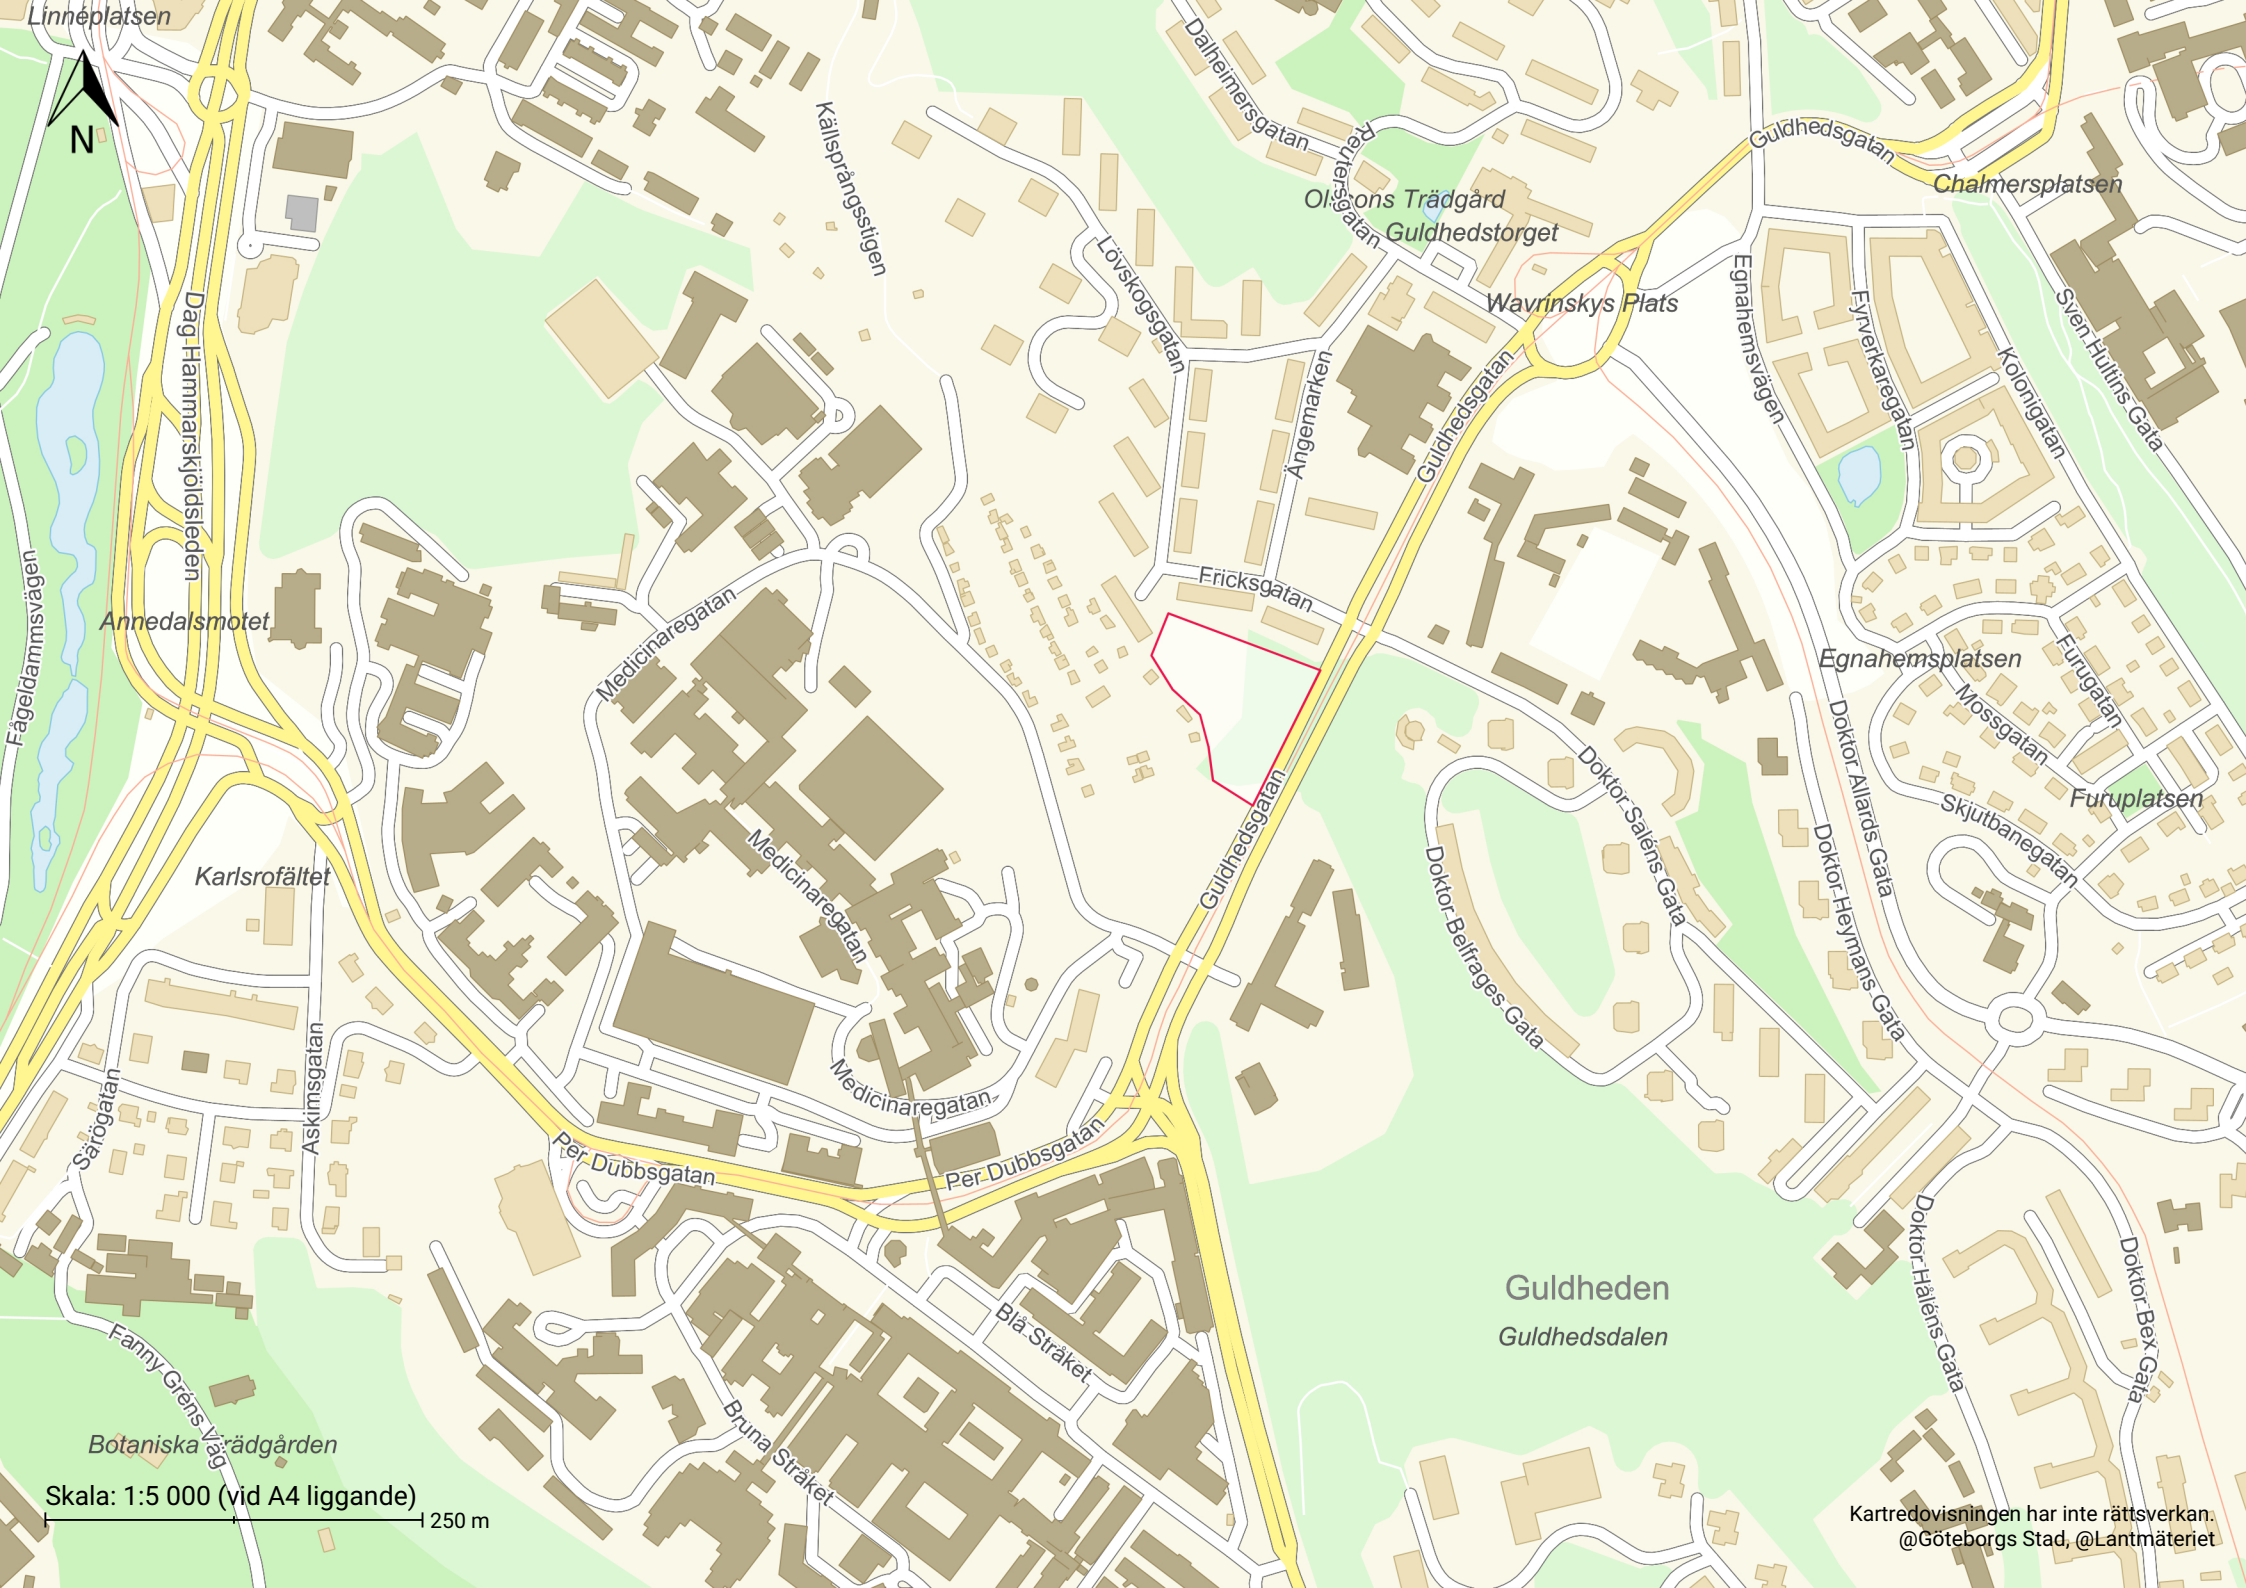 Linnéplatsen
N
Källsprångsstigen
Dalheimersgatan
Reutersgatan
Guldhedsgatan
Chalmersplatsen
Guldhedstorget
Lövskogsgatan
Wavrinskys Plats
Egnahemsvägen
Fyrverkaregatan
Kolonigatan
Sven Hultins Gata
Dag Hammarskjöldsleden
Ängemarken
Guldhedsgatan
Fricksgatan
Fågeldammsvägen
Annedalsmotet
Medicinaregatan
Egnahemsplatsen
Furugatan
Mossgatan
Furuplatsen
Skjutbanegatan
Doktor Allards Gata
Doktor Heymans Gata
Doktor Saléns Gata
Doktor Belfrages Gata
Guldhedsgatan
Medicinaregatan
Karlsrofältet
Askimsgatan
Särögatan
Medicinaregatan
Per Dubbsgatan
Per Dubbsgatan
Doktor Håléns Gata
Doktor Bex Gata
Guldheden
Guldhedsdalen
Blå Stråket
Bruna Stråket
Fanny Gréns Väg
Botaniska Trädgården
Skala: 1:5 000 (vid A4 liggande)
250 m
Kartredovisningen har inte rättsverkan.
@Göteborgs Stad, @Lantmäteriet